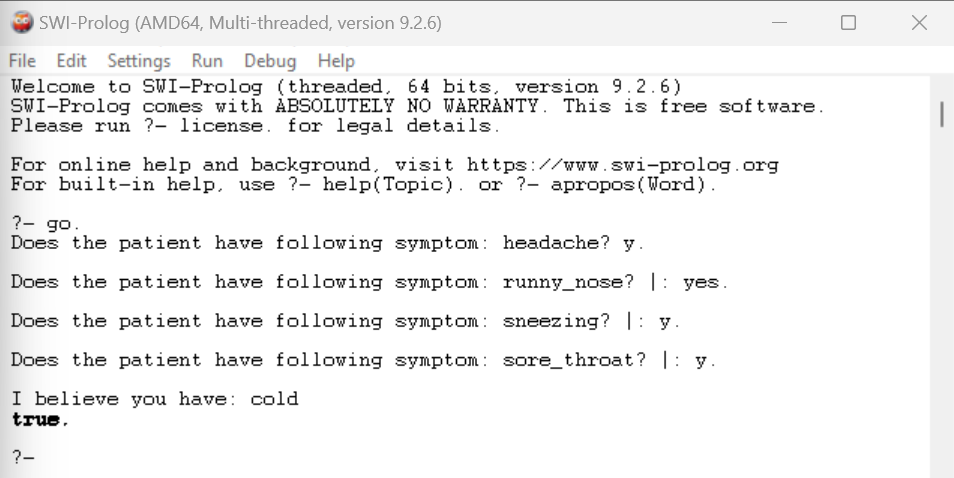 SWI-Prolog (AMD64, Multi-threaded, version 9.2.6)
File Edit Settings Run Debug Help
Welcome to SWI-Prolog (threaded, 64 bits, version 9.2.6)
SWI-Prolog comes with ABSOLUTELY NO WARRANTY. This is free software.
Please run ?- license. for legal details.
For online help and background, visit https://www.swi-prolog.org
For built-in help, use ?- help(Topic). or ?- apropos(Word).
?- go.
Does the patient have following symptom: headache? y.
Does the patient have following symptom: runny_nose? |: yes.
Does the patient have following symptom: sneezing? |: y.
Does the patient have following symptom: sore_throat? |: y.
I believe you have: cold
true.
?-